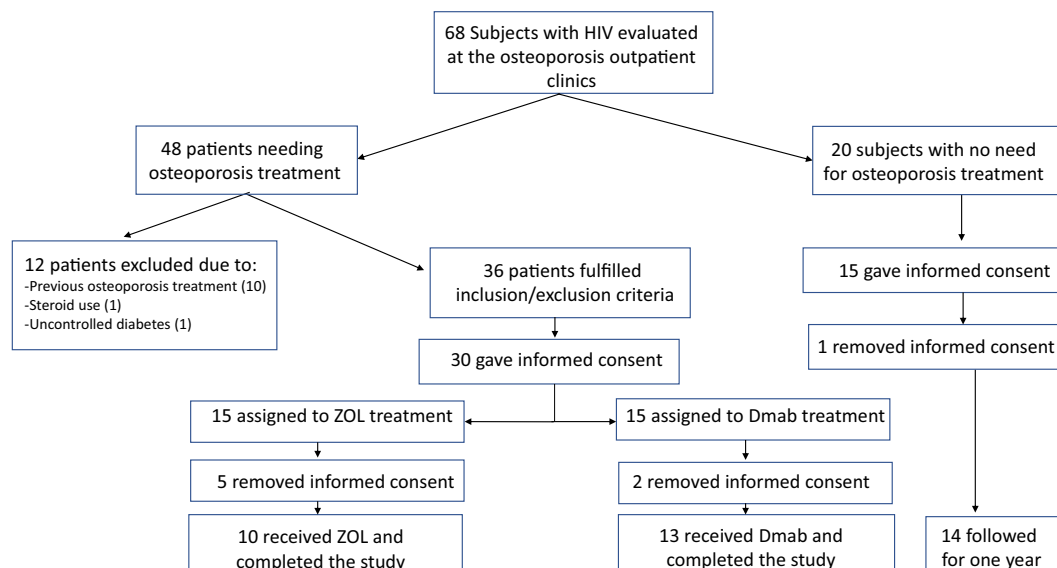 68 Subjects with HIV evaluated
at the osteoporosis outpatient
clinics
48 patients needing
osteoporosis treatment
20 subjects with no need
for osteoporosis treatment
12 patients excluded due to:
-Previous osteoporosis treatment (10)
-Steroid use (1)
-Uncontrolled diabetes (1)
36 patients fulfilled
inclusion/exclusion criteria
15 gave informed consent
30 gave informed consent
1 removed informed consent
15 assigned to ZOL treatment
15 assigned to Dmab treatment
5 removed informed consent
2 removed informed consent
10 received ZOL and
completed the study
13 received Dmab and
completed the study
14 followed
for one year